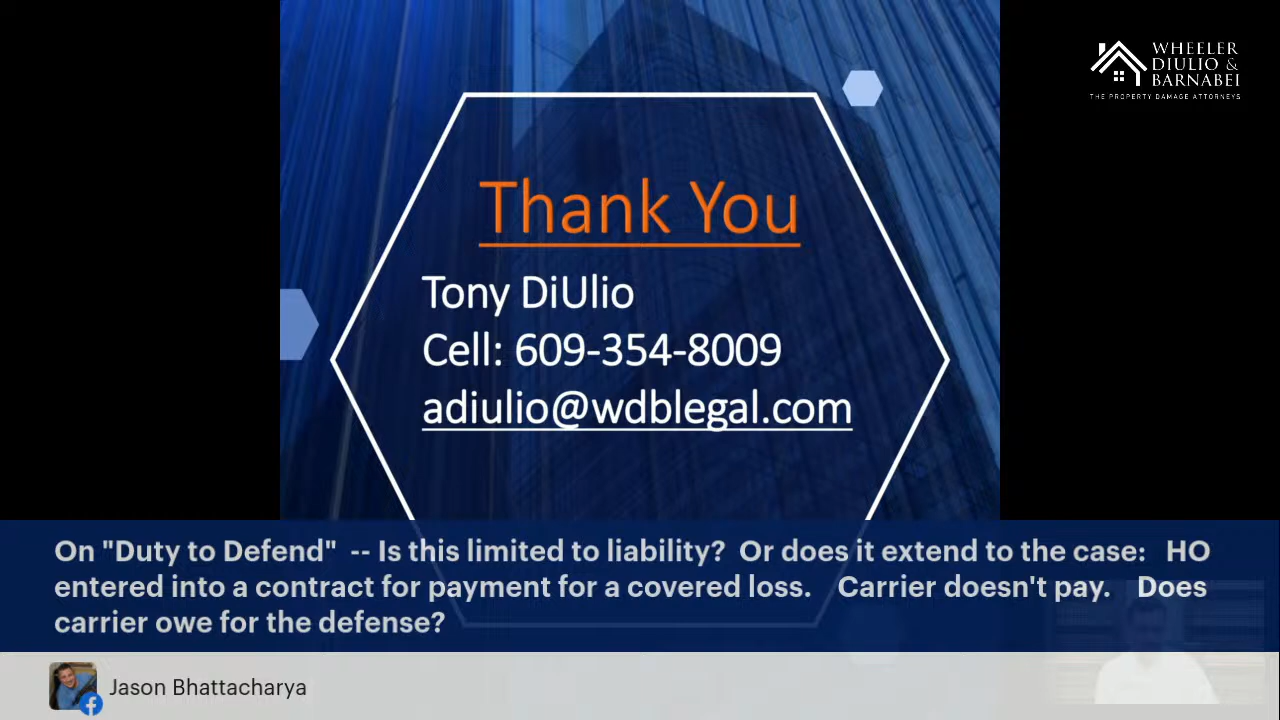 WHEELER
DIULIO &
BARNABEI
THE PROPERTY DAMAGE ATTORNEYS
Thank You
Tony DiUlio
Cell: 609-354-8009
adiulio@wdblegal.com
On "Duty to Defend" -- Is this limited to liability? Or does it extend to the case: HO
entered into a contract for payment for a covered loss. Carrier doesn't pay. Does
carrier owe for the defense?
Jason Bhattacharya